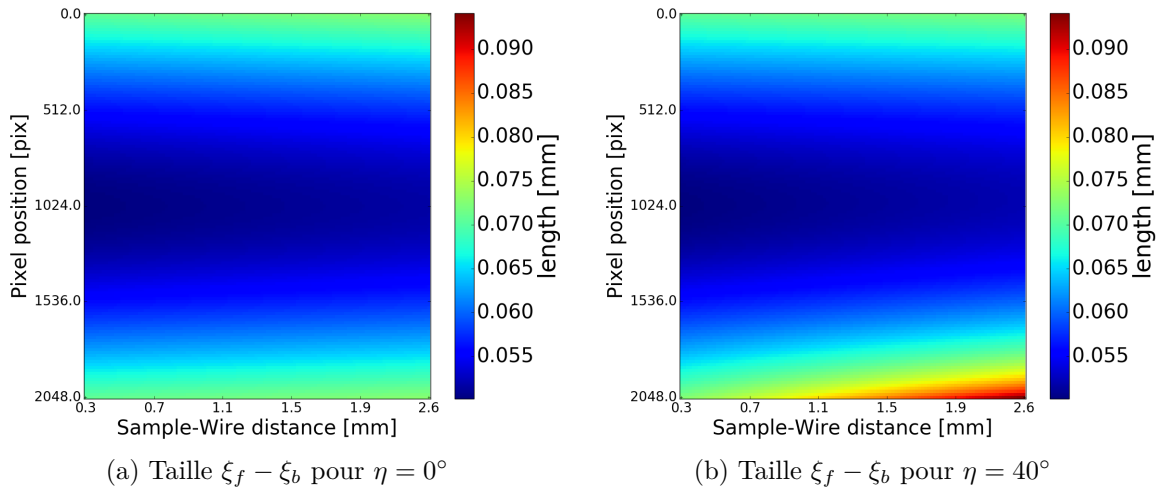 0.0
512.0
1024.0
1536.0
2048.0
Pixel position [pix]
0.3 0.7 1.1 1.5 1.9 2.6
Sample-Wire distance [mm]
0.090
0.085
0.080
0.075
0.070
0.065
0.060
0.055
length [mm]
(a) Taille ξ_f − ξ_b pour η = 0°
0.0
512.0
1024.0
1536.0
2048.0
Pixel position [pix]
0.3 0.7 1.1 1.5 1.9 2.6
Sample-Wire distance [mm]
0.090
0.085
0.080
0.075
0.070
0.065
0.060
0.055
length [mm]
(b) Taille ξ_f − ξ_b pour η = 40°